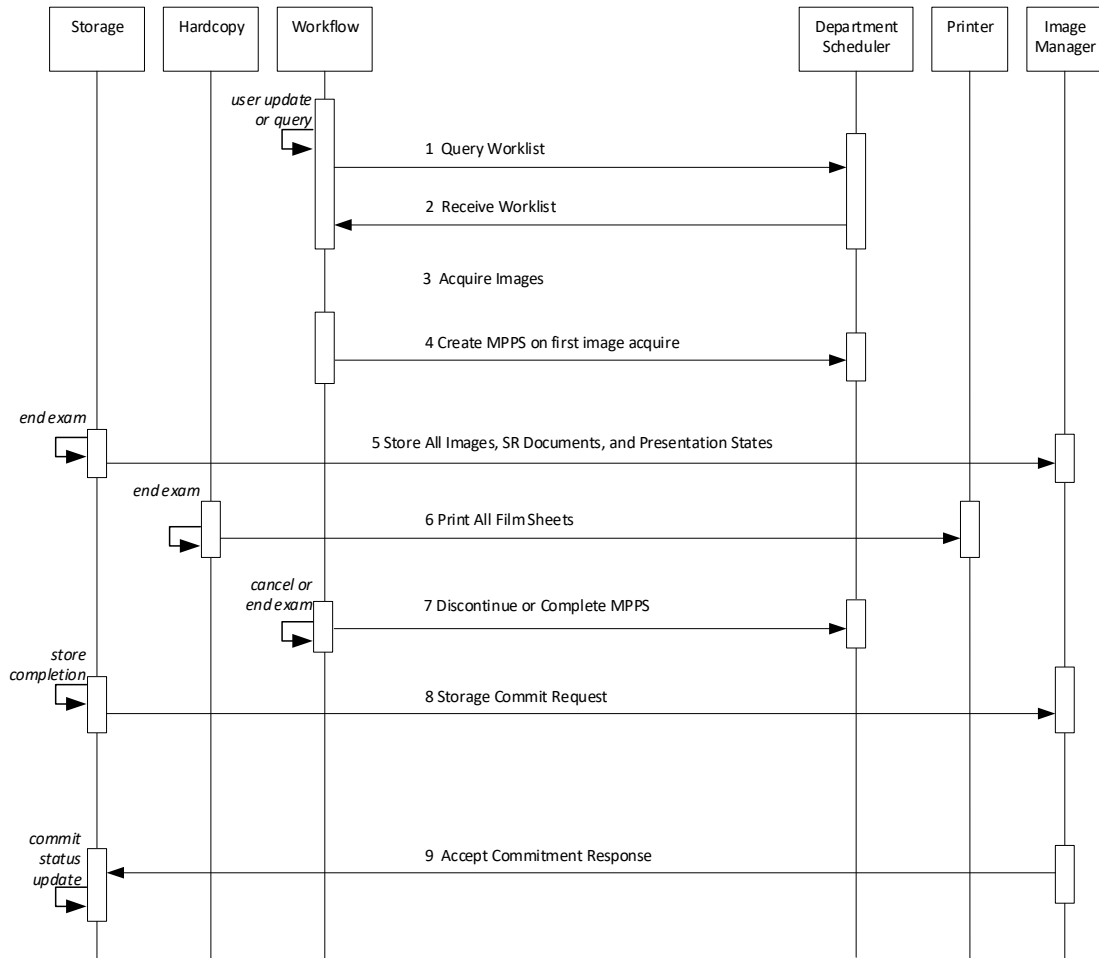 Storage
Hardcopy
Workflow
Department
Scheduler
Printer
Image
Manager
user update
or query
1 Query Worklist
2 Receive Worklist
3 Acquire Images
4 Create MPPS on first image acquire
end exam
5 Store All Images, SR Documents, and Presentation States
end exam
6 Print All Film Sheets
cancel or
end exam
7 Discontinue or Complete MPPS
store
completion
8 Storage Commit Request
commit
status
update
9 Accept Commitment Response